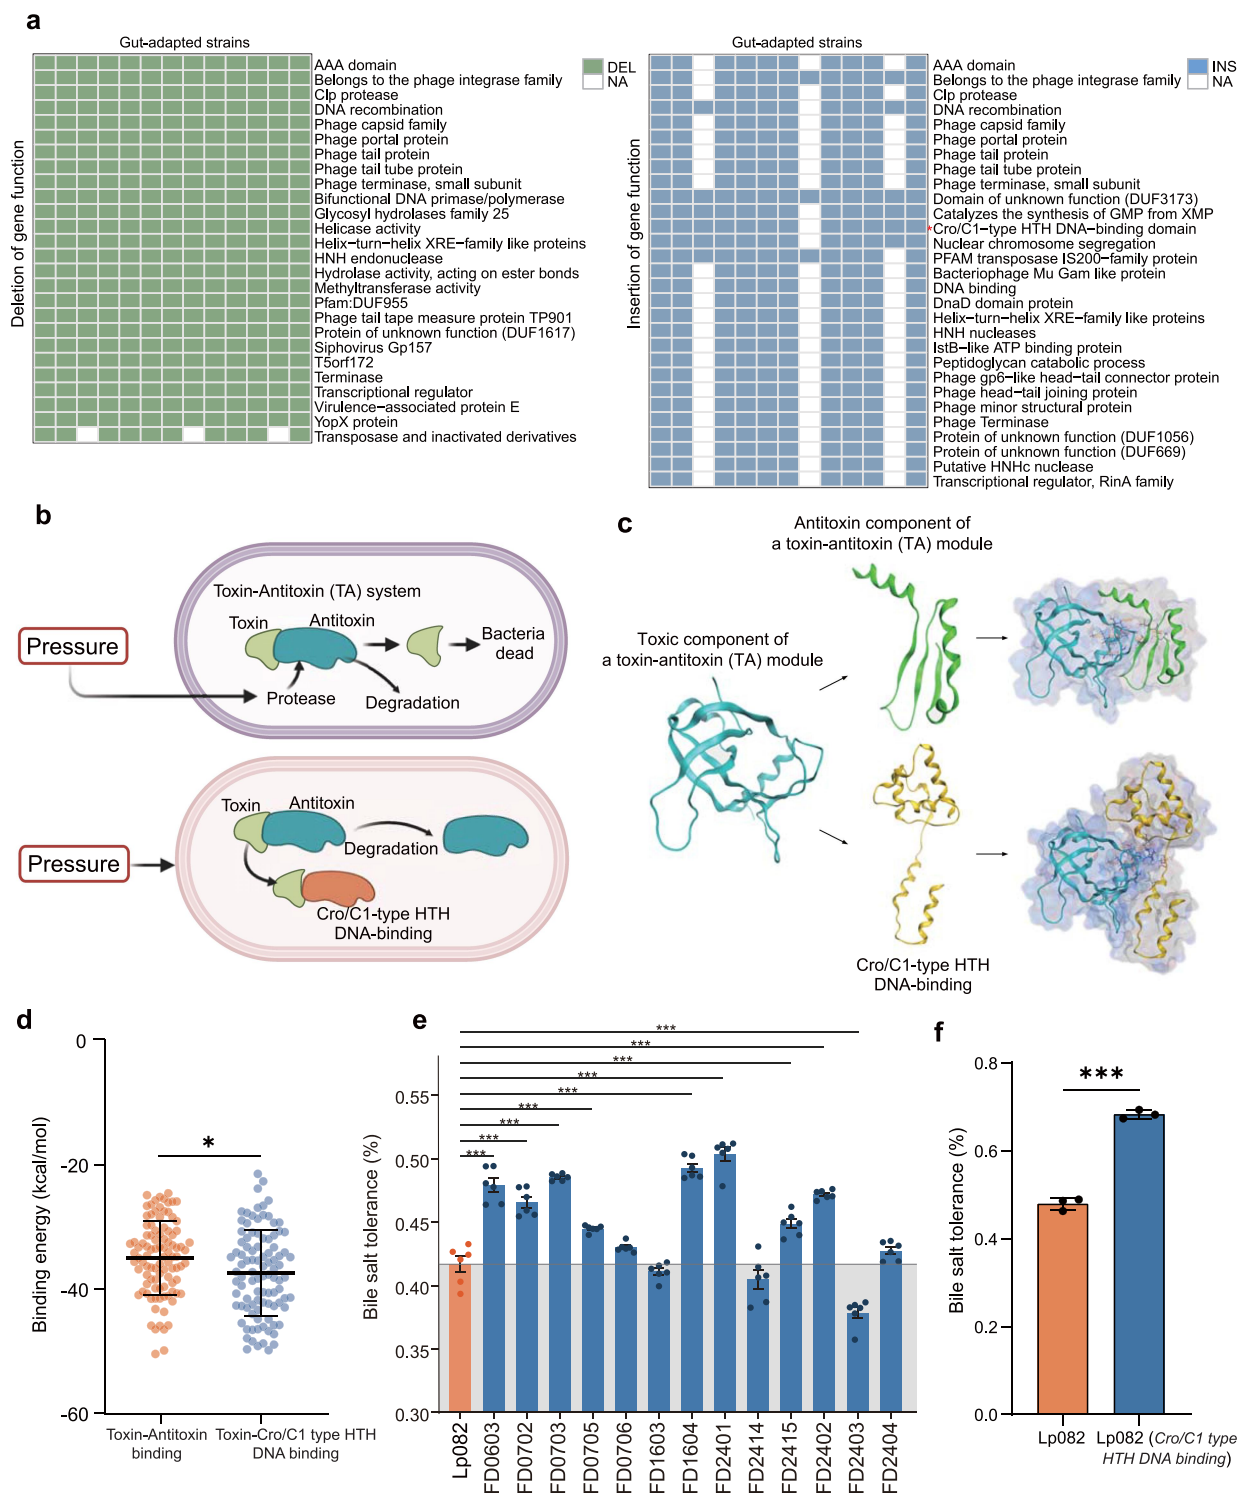 a
Gut-adapted strains
Deletion of gene function
DEL
NA
AAA domain
Belongs to the phage integrase family
Clp protease
DNA recombination
Phage capsid family
Phage portal protein
Phage tail protein
Phage tail tube protein
Phage terminase, small subunit
Bifunctional DNA primase/polymerase
Glycosyl hydrolases family 25
Helicase activity
Helix−turn−helix XRE−family like proteins
HNH endonuclease
Hydrolase activity, acting on ester bonds
Methyltransferase activity
Pfam:DUF955
Phage tail tape measure protein TP901
Protein of unknown function (DUF1617)
Siphovirus Gp157
T5orf172
Terminase
Transcriptional regulator
Virulence−associated protein E
YopX protein
Transposase and inactivated derivatives
Gut-adapted strains
Insertion of gene function
INS
NA
AAA domain
Belongs to the phage integrase family
Clp protease
DNA recombination
Phage capsid family
Phage portal protein
Phage tail protein
Phage tail tube protein
Phage terminase, small subunit
Domain of unknown function (DUF3173)
Catalyzes the synthesis of GMP from XMP
*Cro/C1−type HTH DNA−binding domain
Nuclear chromosome segregation
PFAM transposase IS200−family protein
Bacteriophage Mu Gam like protein
DNA binding
DnaD domain protein
Helix−turn−helix XRE−family like proteins
HNH nucleases
IstB−like ATP binding protein
Peptidoglycan catabolic process
Phage gp6−like head−tail connector protein
Phage head−tail joining protein
Phage minor structural protein
Phage Terminase
Protein of unknown function (DUF1056)
Protein of unknown function (DUF669)
Putative HNHc nuclease
Transcriptional regulator, RinA family
b
Pressure
Toxin-Antitoxin (TA) system
Toxin
Antitoxin
Bacteria
dead
Protease
Degradation
Pressure
Toxin
Antitoxin
Degradation
Cro/C1-type HTH
DNA-binding
c
Antitoxin component of
a toxin-antitoxin (TA) module
Toxic component of
a toxin-antitoxin (TA) module
Cro/C1-type HTH
DNA-binding
d
Binding energy (kcal/mol)
0
-20
-40
-60
*
Toxin-Antitoxin
binding
Toxin-Cro/C1 type HTH
DNA binding
e
Bile salt tolerance (%)
0.55
0.50
0.45
0.40
0.35
0.30
***
***
***
***
***
***
***
***
***
Lp082
FD0603
FD0702
FD0703
FD0705
FD0706
FD1603
FD1604
FD2401
FD2414
FD2415
FD2402
FD2403
FD2404
f
Bile salt tolerance (%)
0.8
0.6
0.4
0.2
0.0
***
Lp082
Lp082 (Cro/C1 type
HTH DNA binding)